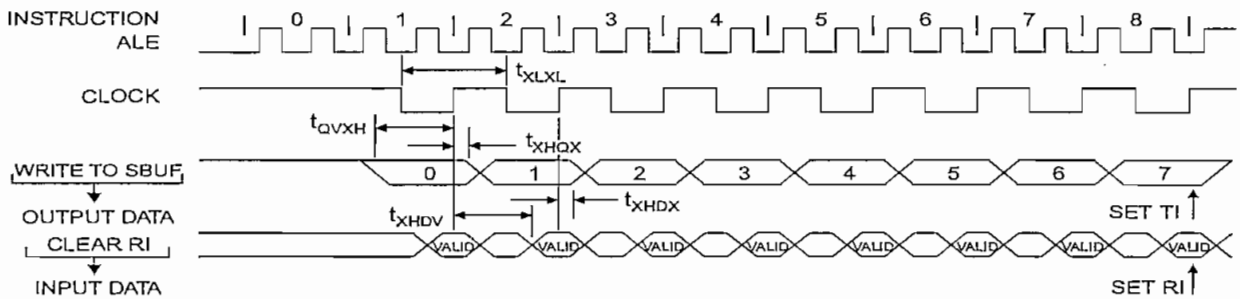 INSTRUCTION 0 1 2 3 4 5 6 7 8
ALE
tXLXL
CLOCK
tQVXH
tXHQX
WRITE TO SBUF 0 1 2 3 4 5 6 7
OUTPUT DATA tXHDV tXHDX SET TI
CLEAR RI VALID VALID VALID VALID VALID VALID VALID VALID
INPUT DATA SET RI